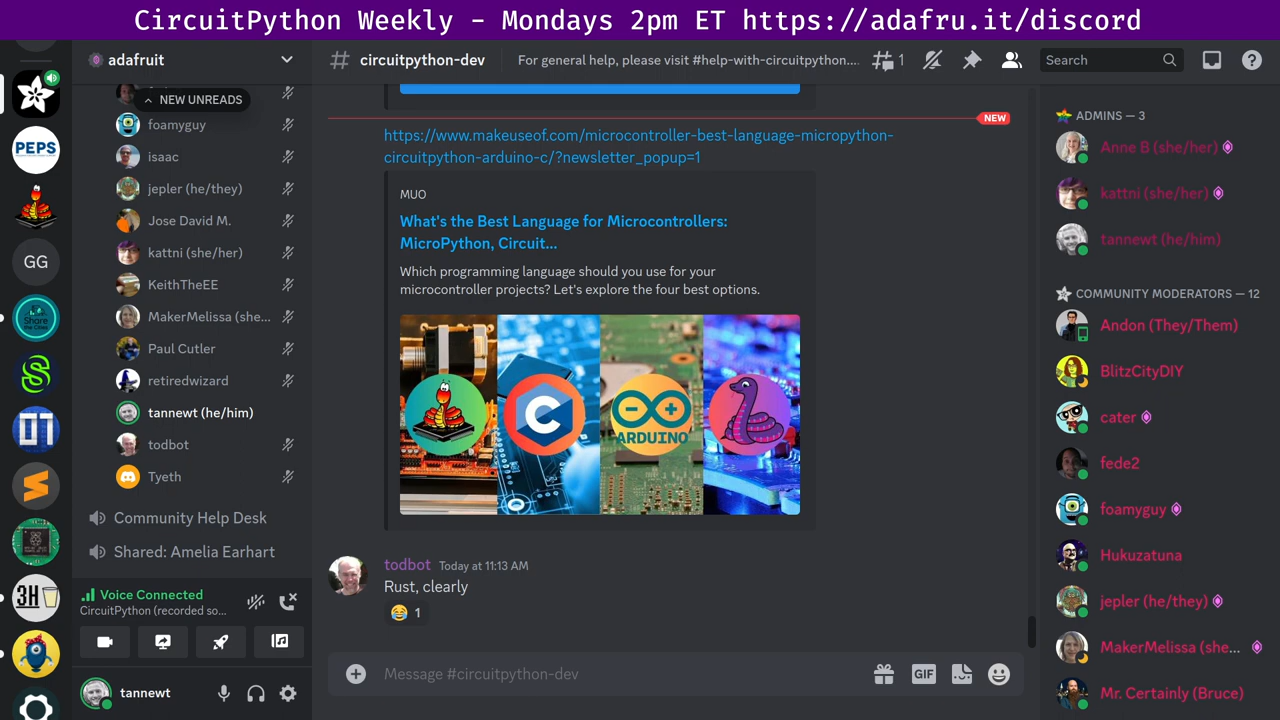 CircuitPython Weekly - Mondays 2pm ET https://adafru.it/discord
adafruit
NEW UNREADS
foamyguy
isaac
jepler (he/they)
Jose David M.
kattni (she/her)
KeithTheEE
MakerMelissa (she...
Paul Cutler
retiredwizard
tannewt (he/him)
todbot
Tyeth
Community Help Desk
Shared: Amelia Earhart
Voice Connected
CircuitPython (recorded so...
tannewt
PEPS
GG
Share
the Cities
S
01
3H
circuitpython-dev
For general help, please visit #help-with-circuitpython....
1
Search
NEW
https://www.makeuseof.com/microcontroller-best-language-micropython-
circuitpython-arduino-c/?newsletter_popup=1
MUO
What's the Best Language for Microcontrollers:
MicroPython, Circuit...
Which programming language should you use for your
microcontroller projects? Let's explore the four best options.
C
ARDUINO
todbot Today at 11:13 AM
Rust, clearly
1
Message #circuitpython-dev
GIF
ADMINS — 3
Anne B (she/her)
kattni (she/her)
tannewt (he/him)
COMMUNITY MODERATORS — 12
Andon (They/Them)
BlitzCityDIY
cater
fede2
foamyguy
Hukuzatuna
jepler (he/they)
MakerMelissa (she...
Mr. Certainly (Bruce)